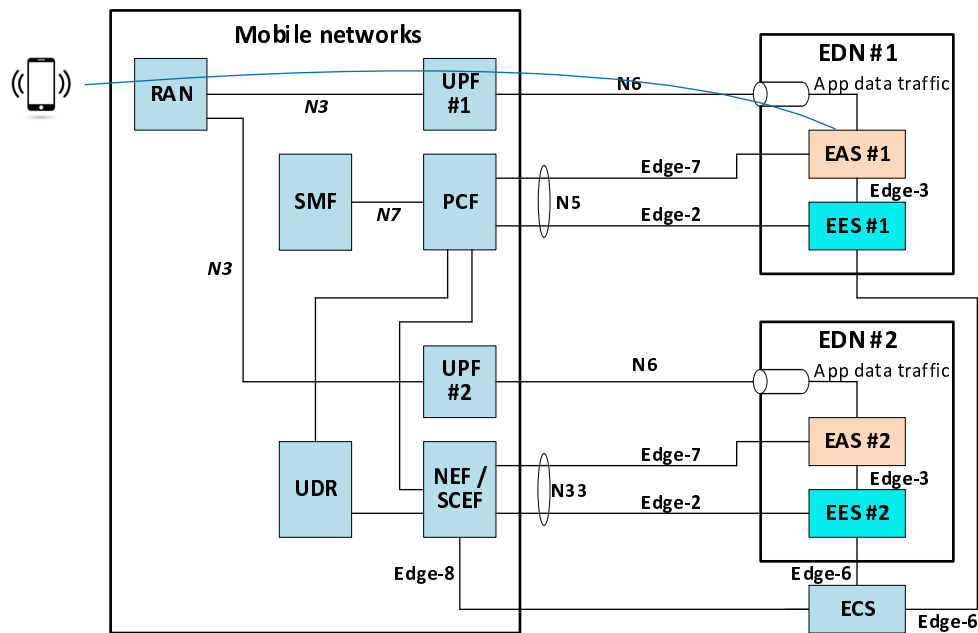 Mobile networks
EDN #1
RAN
N3
UPF
#1
N6
App data traffic
EAS #1
Edge-7
Edge-3
SMF
N7
PCF
N5
Edge-2
EES #1
N3
EDN #2
UPF
#2
N6
App data traffic
EAS #2
Edge-7
Edge-3
UDR
NEF /
SCEF
N33
Edge-2
EES #2
Edge-8
Edge-6
ECS
Edge-6